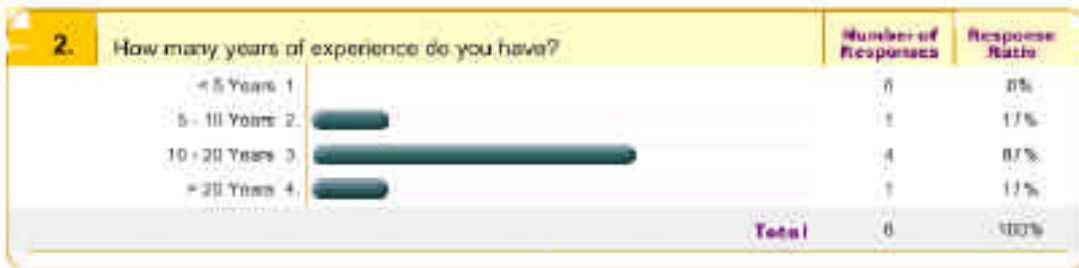 2. How many years of experience do you have? Number of Responses Response Ratio
< 5 Years 1. 0 0%
5 - 10 Years 2. 1 17%
10 - 20 Years 3. 4 67%
> 20 Years 4. 1 17%
Total 6 100%